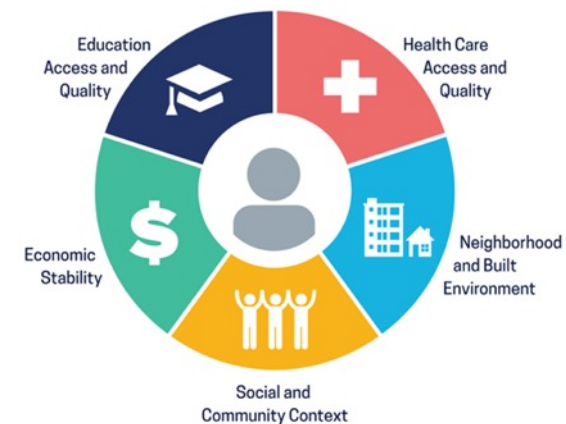 Education
Access and
Quality
Health Care
Access and
Quality
$
Economic
Stability
Neighborhood
and Built
Environment
Social and
Community Context